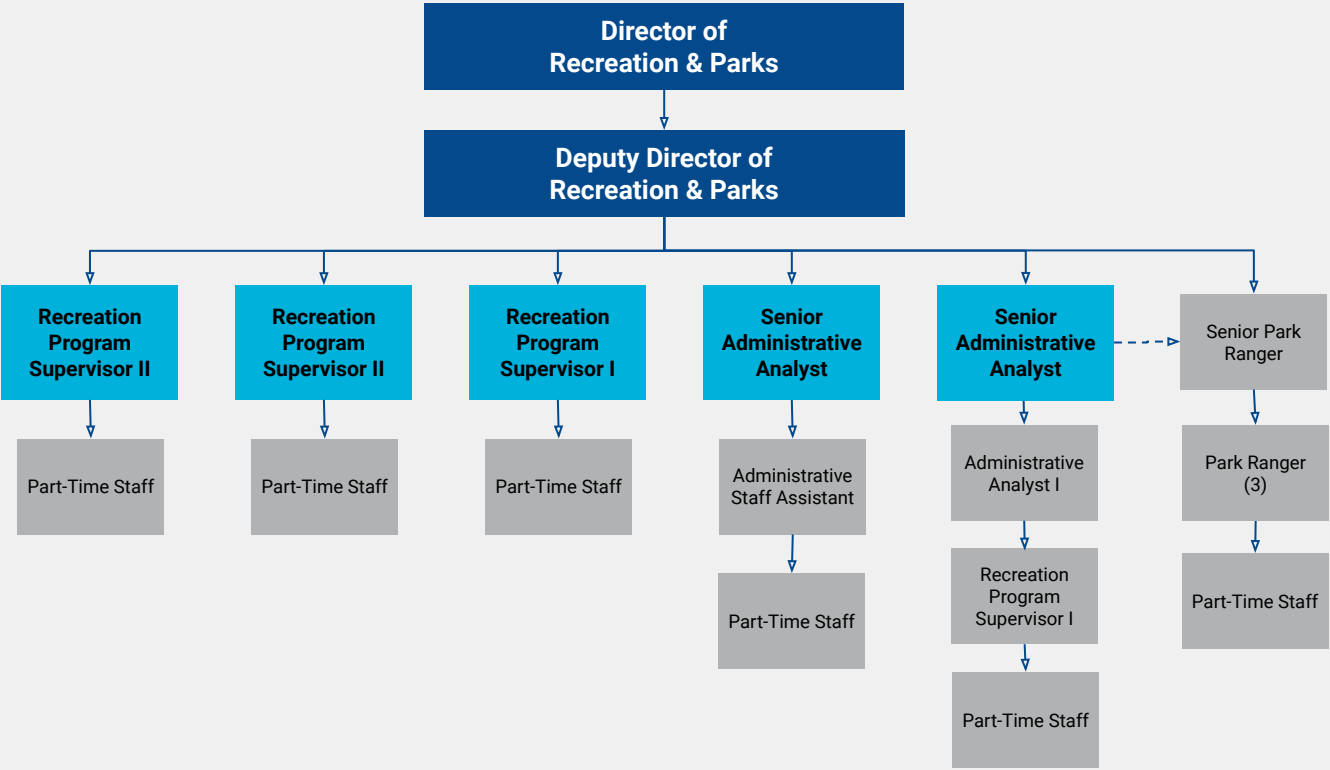 Director of
Recreation & Parks
Deputy Director of
Recreation & Parks
Recreation
Program
Supervisor II
Recreation
Program
Supervisor II
Recreation
Program
Supervisor I
Senior
Administrative
Analyst
Senior
Administrative
Analyst
Senior Park
Ranger
Part-Time Staff
Part-Time Staff
Part-Time Staff
Administrative
Staff Assistant
Administrative
Analyst I
Park Ranger
(3)
Part-Time Staff
Recreation
Program
Supervisor I
Part-Time Staff
Part-Time Staff